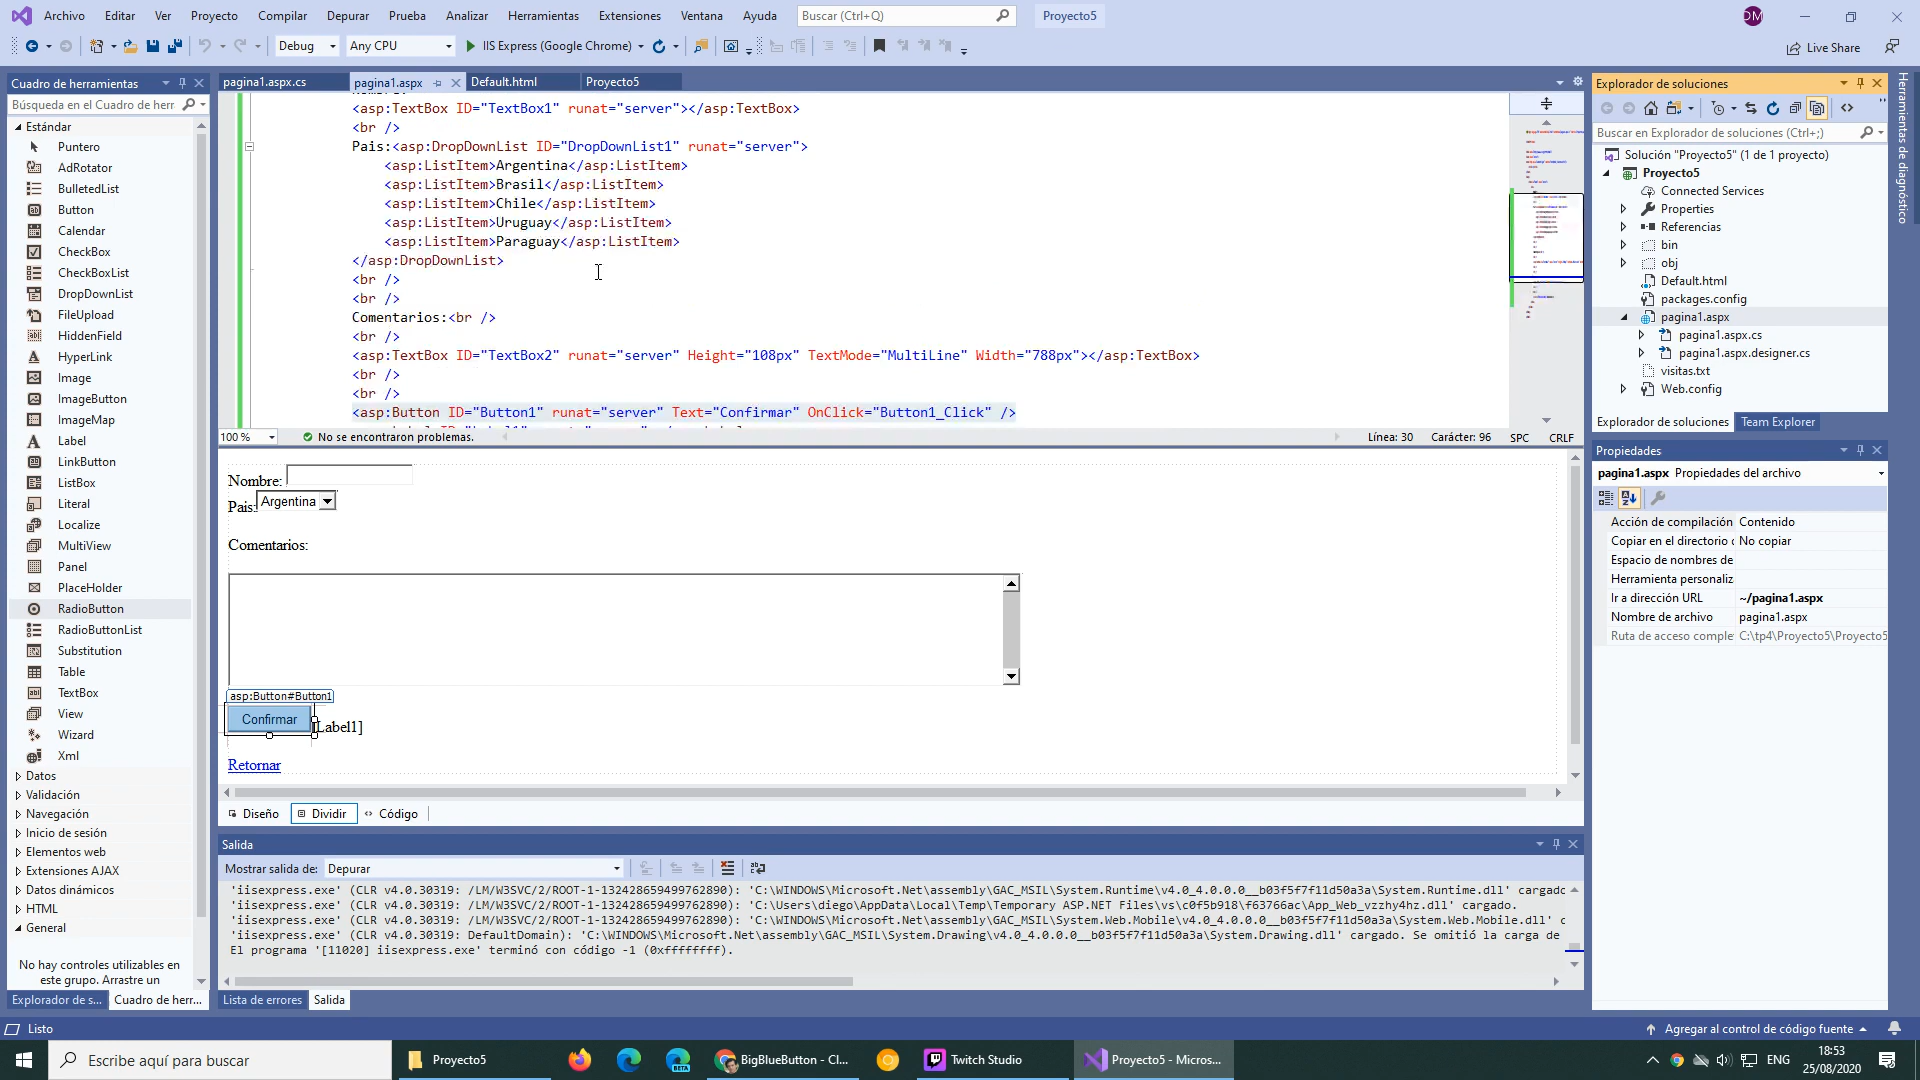 Archivo Editar Ver Proyecto Compilar Depurar Prueba Analizar Herramientas Extensiones Ventana Ayuda Buscar (Ctrl+Q) Proyecto5 DM
Debug Any CPU IIS Express (Google Chrome) Live Share
Cuadro de herramientas
Búsqueda en el Cuadro de herr
Estándar
Puntero
AdRotator
BulletedList
Button
Calendar
CheckBox
CheckBoxList
DropDownList
FileUpload
HiddenField
HyperLink
Image
ImageButton
ImageMap
Label
LinkButton
ListBox
Literal
Localize
MultiView
Panel
PlaceHolder
RadioButton
RadioButtonList
Substitution
Table
TextBox
View
Wizard
Xml
Datos
Validación
Navegación
Inicio de sesión
Elementos web
Extensiones AJAX
Datos dinámicos
HTML
General
No hay controles utilizables en
este grupo. Arrastre un
Explorador de s... Cuadro de herr...
pagina1.aspx.cs pagina1.aspx Default.html Proyecto5
<asp:TextBox ID="TextBox1" runat="server"></asp:TextBox>
<br />
Pais:<asp:DropDownList ID="DropDownList1" runat="server">
<asp:ListItem>Argentina</asp:ListItem>
<asp:ListItem>Brasil</asp:ListItem>
<asp:ListItem>Chile</asp:ListItem>
<asp:ListItem>Uruguay</asp:ListItem>
<asp:ListItem>Paraguay</asp:ListItem>
</asp:DropDownList>
<br />
<br />
Comentarios:<br />
<br />
<asp:TextBox ID="TextBox2" runat="server" Height="108px" TextMode="MultiLine" Width="788px"></asp:TextBox>
<br />
<br />
<asp:Button ID="Button1" runat="server" Text="Confirmar" OnClick="Button1_Click" />
100 % No se encontraron problemas. Línea: 30 Carácter: 96 SPC CRLF
Nombre:
Pais: Argentina
Comentarios:
asp:Button#Button1
Confirmar
Label1]
Retornar
Diseño Dividir Código
Salida
Mostrar salida de: Depurar
'iisexpress.exe' (CLR v4.0.30319: /LM/W3SVC/2/ROOT-1-132428659499762890): 'C:\WINDOWS\Microsoft.Net\assembly\GAC_MSIL\System.Runtime\v4.0_4.0.0.0__b03f5f7f11d50a3a\System.Runtime.dll' cargado
'iisexpress.exe' (CLR v4.0.30319: /LM/W3SVC/2/ROOT-1-132428659499762890): 'C:\Users\diego\AppData\Local\Temp\Temporary ASP.NET Files\vs\c0f5b918\f63766ac\App_Web_vzzhy4hz.dll' cargado.
'iisexpress.exe' (CLR v4.0.30319: /LM/W3SVC/2/ROOT-1-132428659499762890): 'C:\WINDOWS\Microsoft.Net\assembly\GAC_MSIL\System.Web.Mobile\v4.0_4.0.0.0__b03f5f7f11d50a3a\System.Web.Mobile.dll' c
'iisexpress.exe' (CLR v4.0.30319: DefaultDomain): 'C:\WINDOWS\Microsoft.Net\assembly\GAC_MSIL\System.Drawing\v4.0_4.0.0.0__b03f5f7f11d50a3a\System.Drawing.dll' cargado. Se omitió la carga de
El programa '[11020] iisexpress.exe' terminó con código -1 (0xffffffff).
Lista de errores Salida
Explorador de soluciones
Buscar en Explorador de soluciones (Ctrl+;)
Solución "Proyecto5" (1 de 1 proyecto)
Proyecto5
Connected Services
Properties
Referencias
bin
obj
Default.html
packages.config
pagina1.aspx
pagina1.aspx.cs
pagina1.aspx.designer.cs
visitas.txt
Web.config
Explorador de soluciones Team Explorer
Propiedades
pagina1.aspx Propiedades del archivo
Acción de compilación Contenido
Copiar en el directorio No copiar
Espacio de nombres de
Herramienta personaliz
Ir a dirección URL ~/pagina1.aspx
Nombre de archivo pagina1.aspx
Ruta de acceso comple C:\tp4\Proyecto5\Proyecto5
Herramientas de diagnóstico
Listo Agregar al control de código fuente
Escribe aquí para buscar Proyecto5 BETA BigBlueButton - Cl... Twitch Studio Proyecto5 - Micros... ENG 18:53
25/08/2020